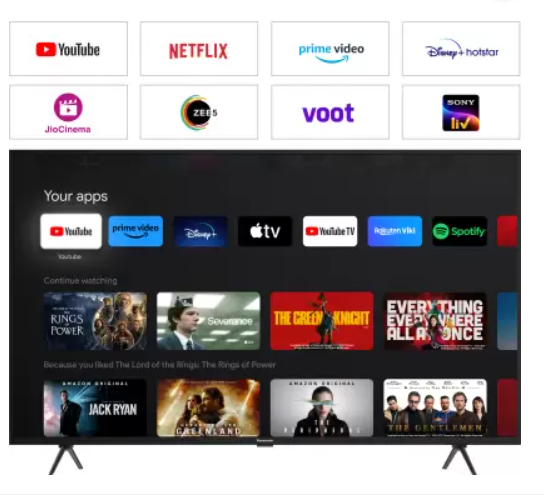 YouTube
NETFLIX
prime video
Disney+ hotstar
JioCinema
ZEE5
voot
SONY
liv
Your apps
YouTube
prime video
Disney+
tv
YouTube TV
Rakuten Viki
Spotify
YouTube
Continue watching
THE
RINGS
OF
POWER
Severance
THE GREEN KNIGHT
EVERYTHING
EVERYWHERE
ALL AT ONCE
Because you liked The Lord of the Rings: The Rings of Power
AMAZON ORIGINAL
JACK RYAN
GREENLAND
AMAZON ORIGINAL
THE
PERIPHERAL
THE GENTLEMEN
Panasonic